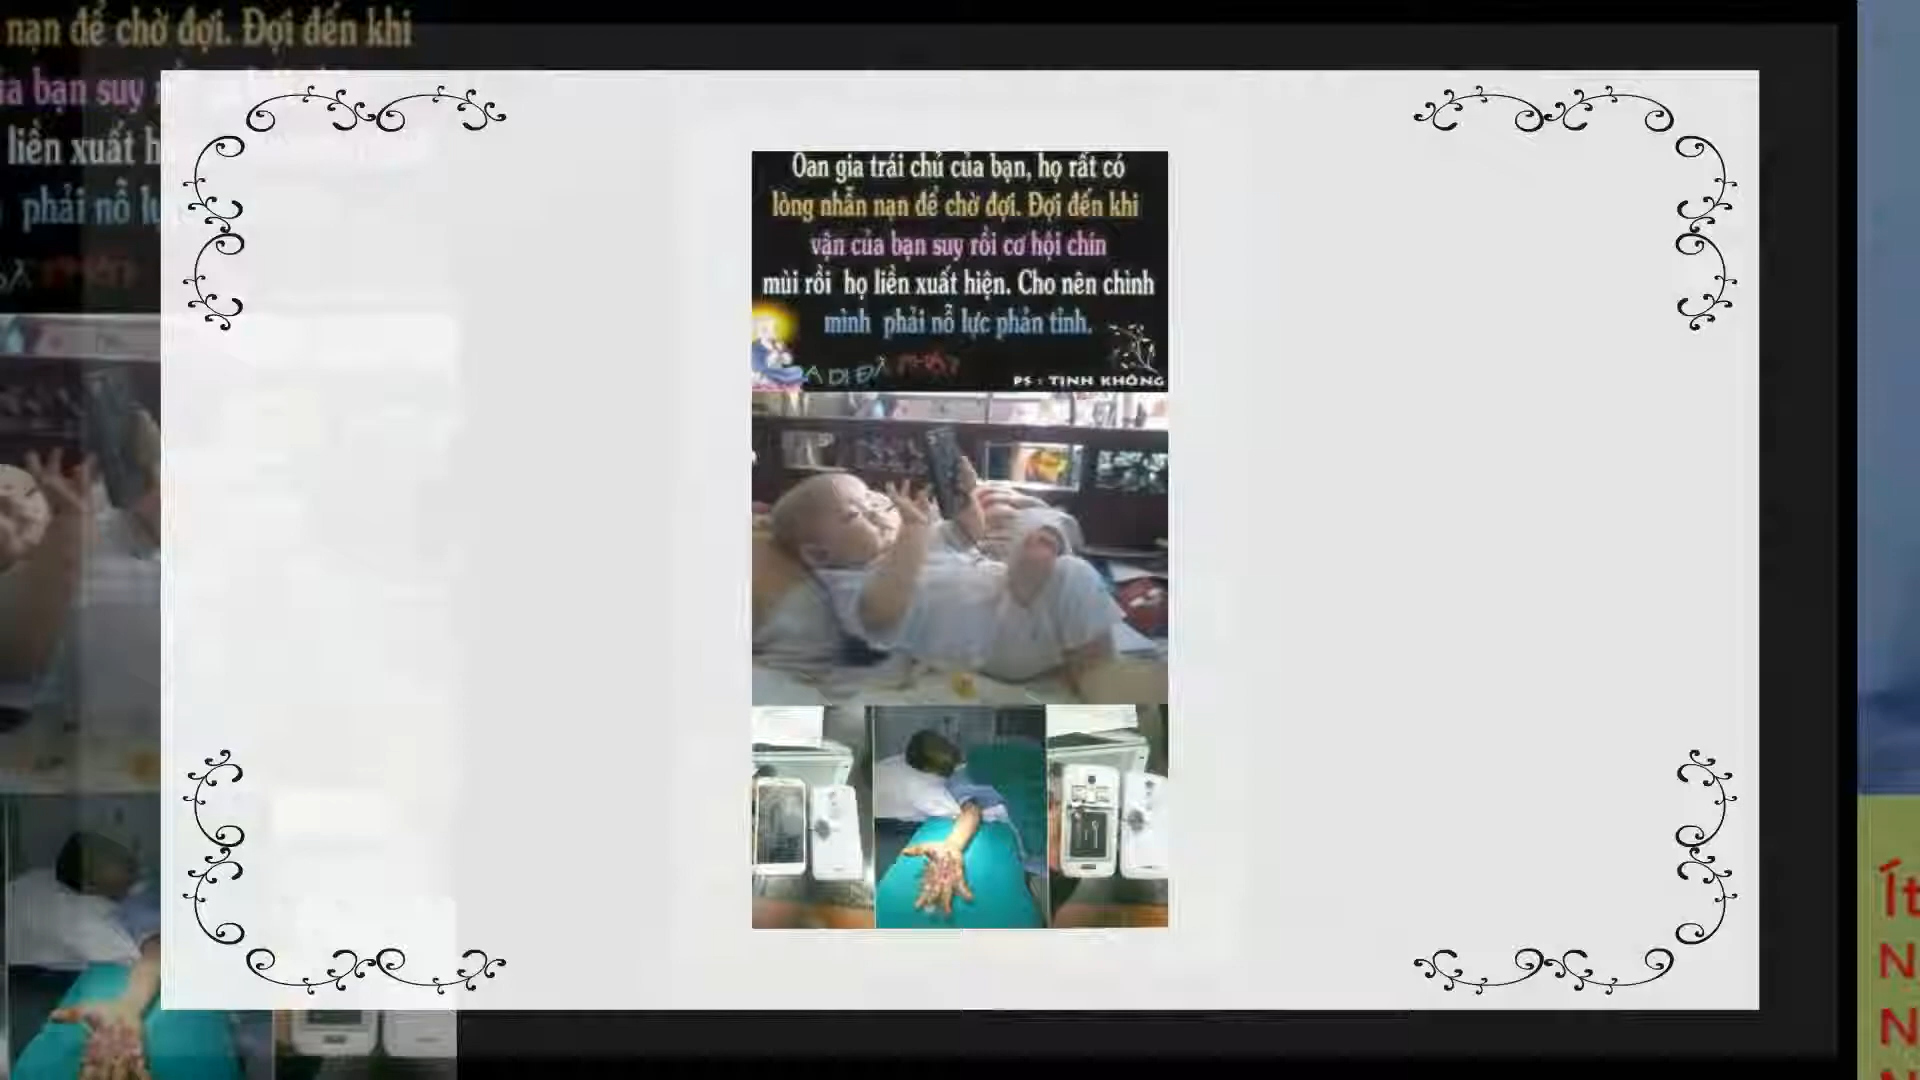 nạn để chờ đợi. Đợi đến khi
bạn suy
liền xuất h
phải nỗ lự
Oan gia trái chủ của bạn, họ rất có
lòng nhẫn nạn để chờ đợi. Đợi đến khi
vận của bạn suy rồi cơ hội chín
mùi rồi họ liền xuất hiện. Cho nên chình
mình phải nỗ lực phản tỉnh.
A DI ĐÀ PHẬT
PS : TỊNH KHÔNG
Ít
N
N